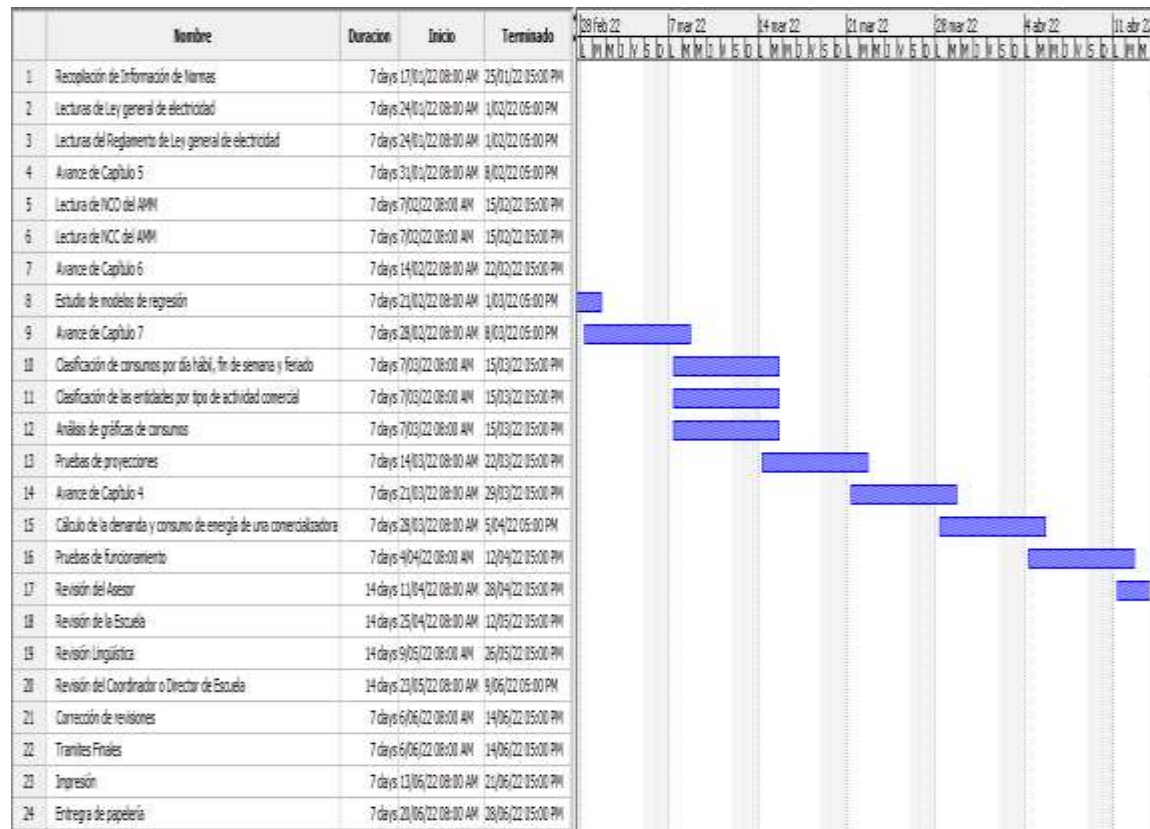 Nombre Duracion Inicio Terminado 28 feb 22 7 mar 22 14 mar 22 21 mar 22 28 mar 22 4 abr 22 11 abr 2
L M M J V S D L M M J V S D L M M J V S D L M M J V S D L M M J V S D L M M J V S D L M M
1 Recopilación de Información de Normas 7 days 17/01/22 08:00 AM 25/01/22 05:00 PM
2 Lecturas de Ley general de electricidad 7 days 24/01/22 08:00 AM 1/02/22 05:00 PM
3 Lecturas del Reglamento de Ley general de electricidad 7 days 24/01/22 08:00 AM 1/02/22 05:00 PM
4 Avance de Capítulo 5 7 days 31/01/22 08:00 AM 8/02/22 05:00 PM
5 Lectura de NCO del AMM 7 days 7/02/22 08:00 AM 15/02/22 05:00 PM
6 Lectura de NCC del AMM 7 days 7/02/22 08:00 AM 15/02/22 05:00 PM
7 Avance de Capítulo 6 7 days 14/02/22 08:00 AM 22/02/22 05:00 PM
8 Estudio de modelos de regresión 7 days 21/02/22 08:00 AM 1/03/22 05:00 PM
9 Avance de Capítulo 7 7 days 28/02/22 08:00 AM 8/03/22 05:00 PM
10 Clasificación de consumos por día hábil, fin de semana y feriado 7 days 7/03/22 08:00 AM 15/03/22 05:00 PM
11 Clasificación de las entidades por tipo de actividad comercial 7 days 7/03/22 08:00 AM 15/03/22 05:00 PM
12 Análisis de gráficas de consumos 7 days 7/03/22 08:00 AM 15/03/22 05:00 PM
13 Pruebas de proyecciones 7 days 14/03/22 08:00 AM 22/03/22 05:00 PM
14 Avance de Capítulo 4 7 days 21/03/22 08:00 AM 29/03/22 05:00 PM
15 Cálculo de la demanda y consumo de energía de una comercializadora 7 days 28/03/22 08:00 AM 5/04/22 05:00 PM
16 Pruebas de funcionamiento 7 days 4/04/22 08:00 AM 12/04/22 05:00 PM
17 Revisión del Asesor 14 days 11/04/22 08:00 AM 28/04/22 05:00 PM
18 Revisión de la Escuela 14 days 25/04/22 08:00 AM 12/05/22 05:00 PM
19 Revisión Lingüística 14 days 9/05/22 08:00 AM 26/05/22 05:00 PM
20 Revisión del Coordinador o Director de Escuela 14 days 23/05/22 08:00 AM 9/06/22 05:00 PM
21 Corrección de revisiones 7 days 6/06/22 08:00 AM 14/06/22 05:00 PM
22 Tramites Finales 7 days 6/06/22 08:00 AM 14/06/22 05:00 PM
23 Impresión 7 days 13/06/22 08:00 AM 21/06/22 05:00 PM
24 Entregra de papelería 7 days 20/06/22 08:00 AM 28/06/22 05:00 PM